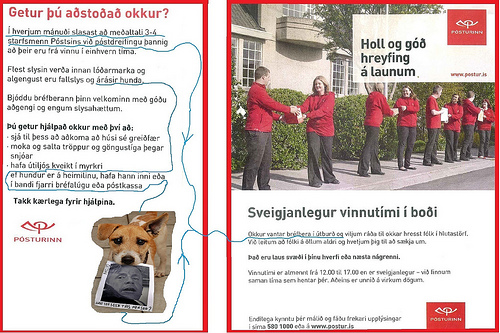 Getur þú aðstoðað okkur?
Í hverjum mánuði slasast að meðaltali 3-4
starfsmenn Póstsins við póstdreifingu þannig
að þeir eru frá vinnu í einhvern tíma.
Flest slysin verða innan lóðarmarka og
algengust eru fallslys og árásir hunda.
Bjóddu bréfberann þinn velkominn með góðu
aðgengi og engum slysahættum.
Þú getur hjálpað okkur með því að:
- sjá til þess að aðkoma að húsi sé greiðfær
- moka og salta tröppur og göngustíga þegar
snjóar
- hafa útiljós kveikt í myrkri
- ef hundur er á heimilinu, hafa hann inni eða
í bandi fjarri bréfalúgu eða póstkassa
Takk kærlega fyrir hjálpina.
PÓSTURINN
Holl og góð
hreyfing
á launum
PÓSTURINN
www.postur.is
Sveigjanlegur vinnutími í boði
Okkur vantar bréfbera í útburð og viljum ráða til okkar hresst fólk í hlutastörf.
Við leitum að fólki á öllum aldri og hvetjum þig til að sækja um.
Það eru laus svæði í þínu hverfi eða næsta nágrenni.
Vinnutími er almennt frá 12.00 til 17.00 en er sveigjanlegur – við finnum
saman tíma sem hentar þér. Aðeins er unnið á virkum dögum.
Endilega kynntu þér málið og fáðu frekari upplýsingar
í síma 580 1000 eða á www.postur.is
PÓSTURINN